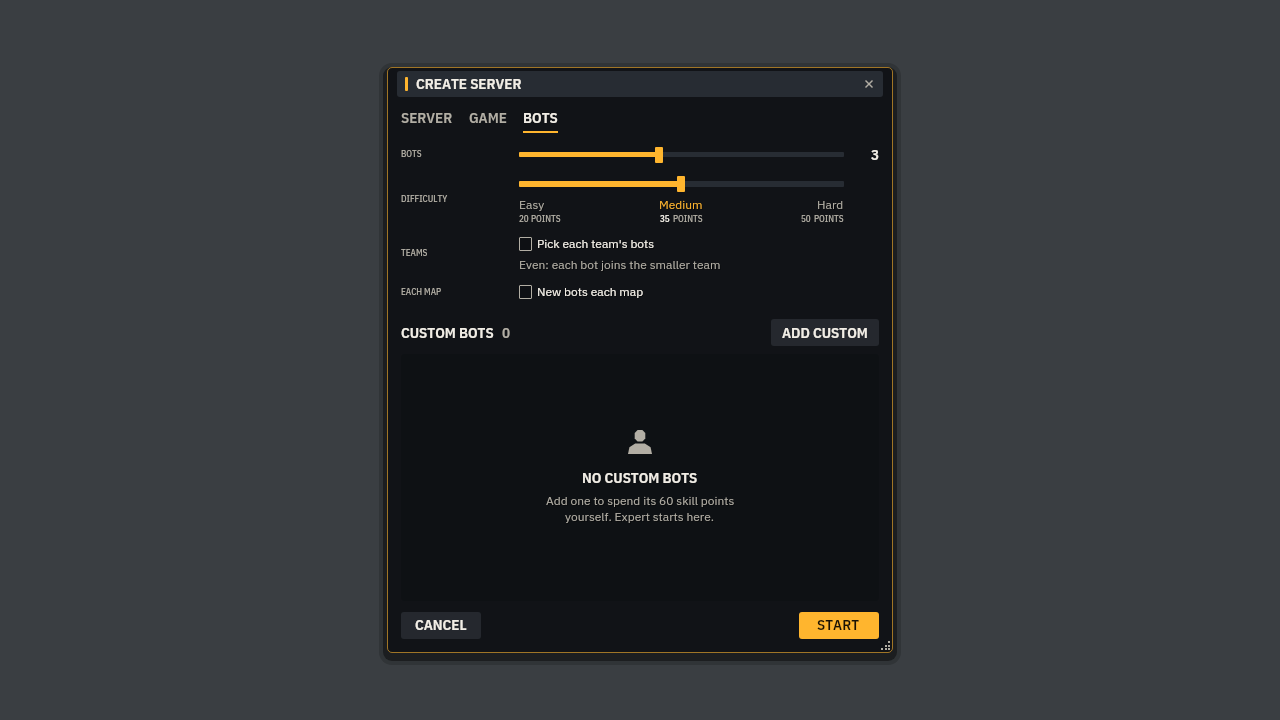 CREATE SERVER ×
SERVER GAME BOTS
BOTS 3
DIFFICULTY
Easy Medium Hard
20 POINTS 35 POINTS 50 POINTS
TEAMS
Pick each team's bots
Even: each bot joins the smaller team
EACH MAP
New bots each map
CUSTOM BOTS 0 ADD CUSTOM
NO CUSTOM BOTS
Add one to spend its 60 skill points
yourself. Expert starts here.
CANCEL START